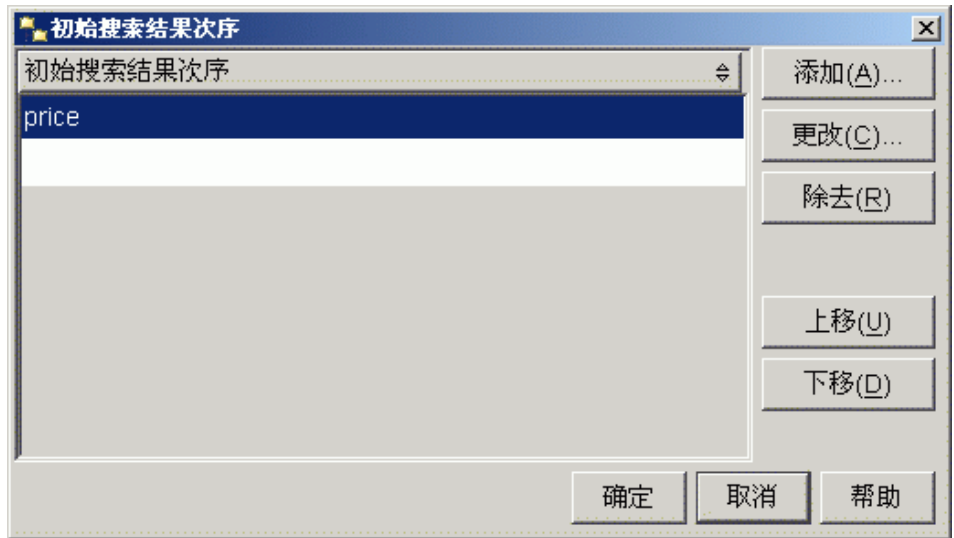 初始搜索结果次序
初始搜索结果次序
添加(A)...
price
更改(C)...
除去(R)
上移(U)
下移(D)
确定
取消
帮助